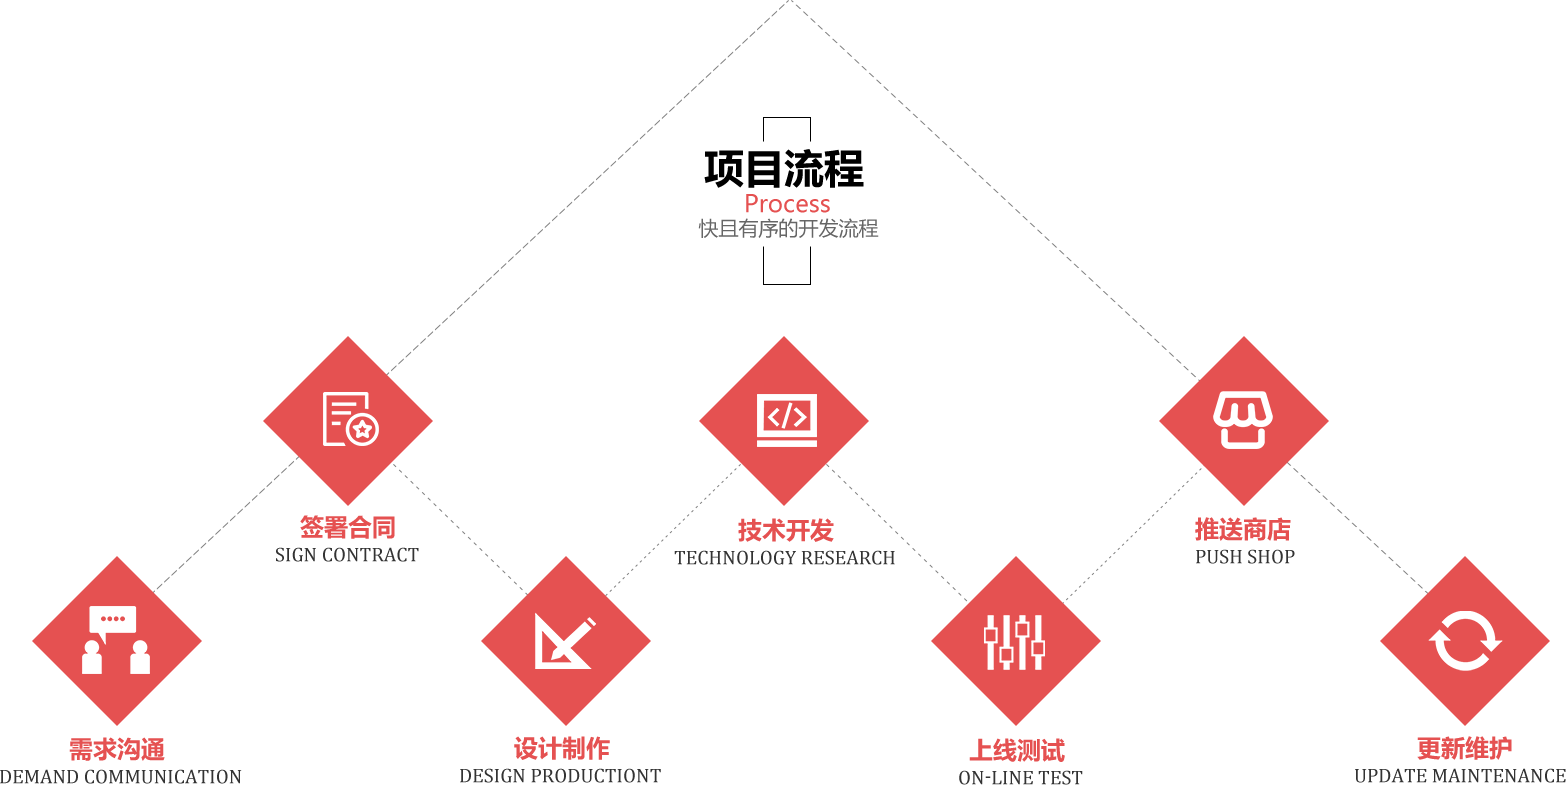 项目流程
Process
快且有序的开发流程
签署合同
SIGN CONTRACT
技术开发
TECHNOLOGY RESEARCH
推送商店
PUSH SHOP
需求沟通
DEMAND COMMUNICATION
设计制作
DESIGN PRODUCTIONT
上线测试
ON-LINE TEST
更新维护
UPDATE MAINTENANCE